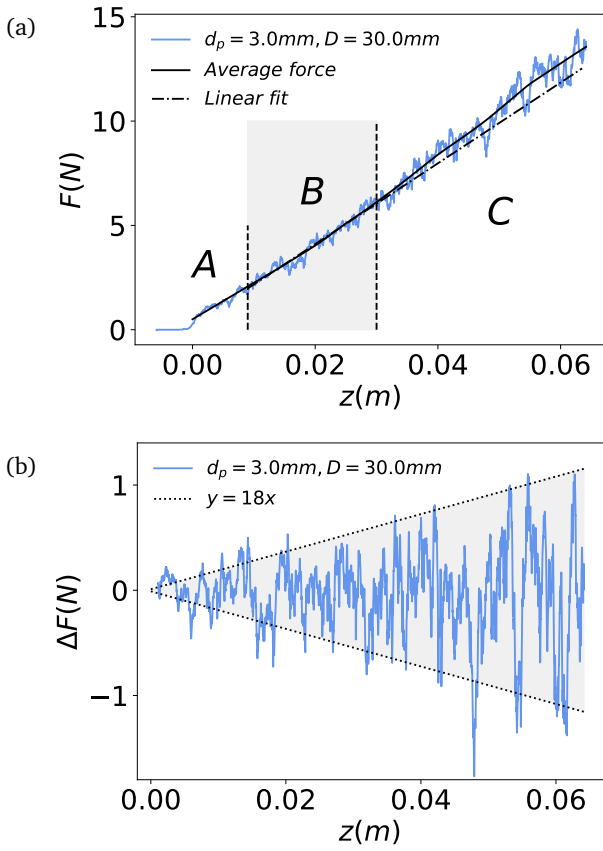 (a)
15
10
5
0
F(N)
d_p = 3.0mm, D = 30.0mm
Average force
Linear fit
A
B
C
0.00 0.02 0.04 0.06
z(m)
(b)
1
0
−1
ΔF(N)
d_p = 3.0mm, D = 30.0mm
y = 18x
0.00 0.02 0.04 0.06
z(m)